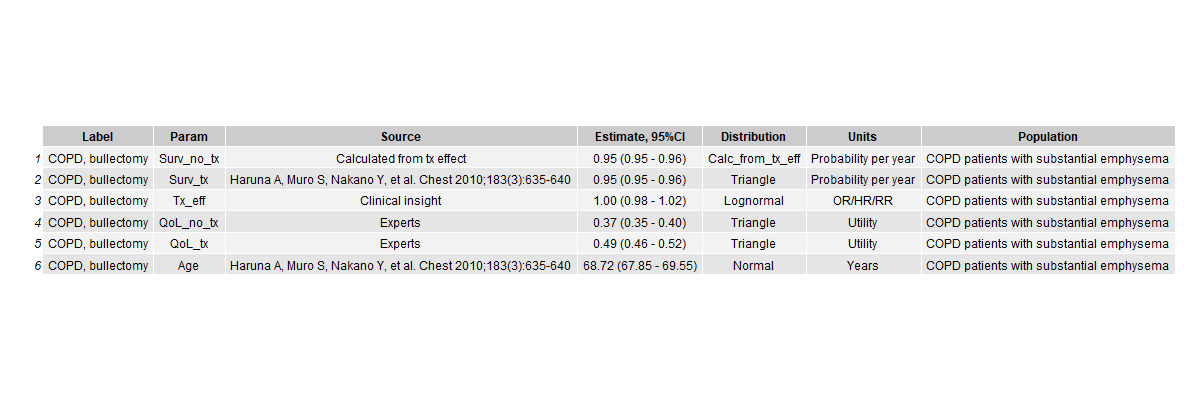 Label Param Source Estimate, 95%CI Distribution Units Population
1 COPD, bullectomy Surv_no_tx Calculated from tx effect 0.95 (0.95 - 0.96) Calc_from_tx_eff Probability per year COPD patients with substantial emphysema
2 COPD, bullectomy Surv_tx Haruna A, Muro S, Nakano Y, et al. Chest 2010;183(3):635-640 0.95 (0.95 - 0.96) Triangle Probability per year COPD patients with substantial emphysema
3 COPD, bullectomy Tx_eff Clinical insight 1.00 (0.98 - 1.02) Lognormal OR/HR/RR COPD patients with substantial emphysema
4 COPD, bullectomy QoL_no_tx Experts 0.37 (0.35 - 0.40) Triangle Utility COPD patients with substantial emphysema
5 COPD, bullectomy QoL_tx Experts 0.49 (0.46 - 0.52) Triangle Utility COPD patients with substantial emphysema
6 COPD, bullectomy Age Haruna A, Muro S, Nakano Y, et al. Chest 2010;183(3):635-640 68.72 (67.85 - 69.55) Normal Years COPD patients with substantial emphysema